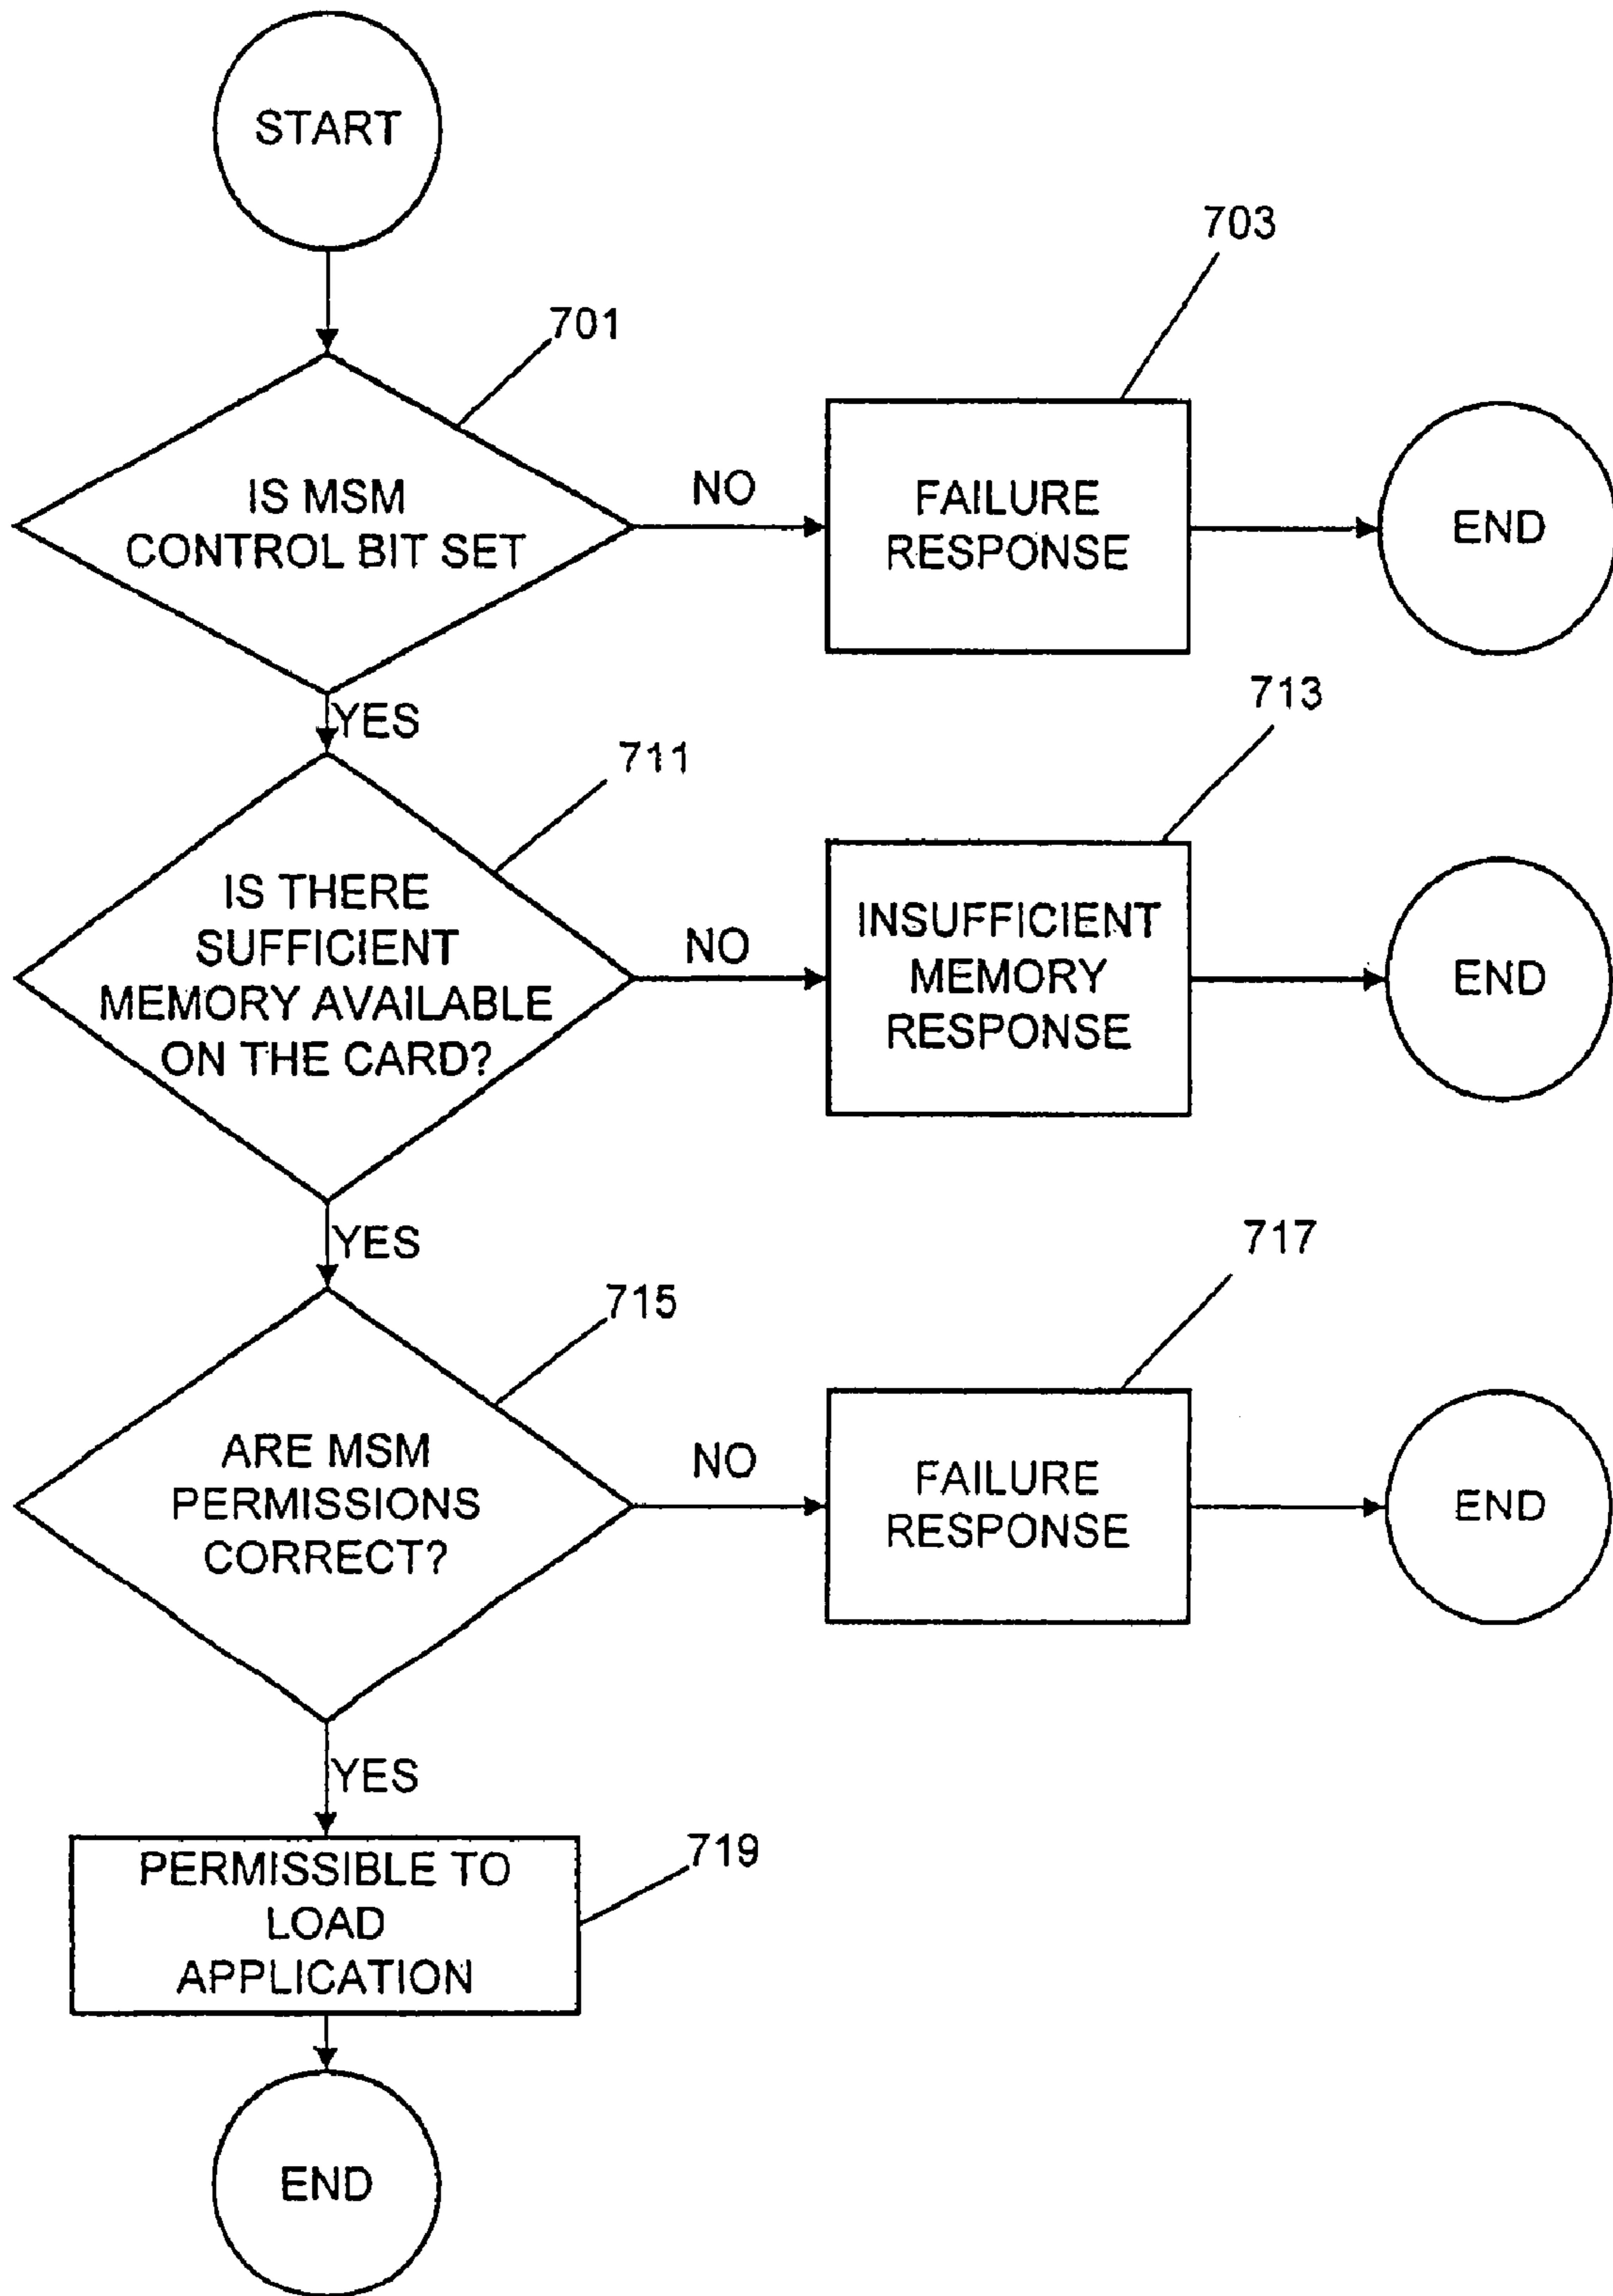 START
703
701
IS MSM
CONTROL BIT SET
NO
FAILURE
RESPONSE
END
YES
713
711
IS THERE
SUFFICIENT
MEMORY AVAILABLE
ON THE CARD?
NO
INSUFFICIENT
MEMORY
RESPONSE
END
YES
717
715
ARE MSM
PERMISSIONS
CORRECT?
NO
FAILURE
RESPONSE
END
YES
719
PERMISSIBLE TO
LOAD
APPLICATION
END